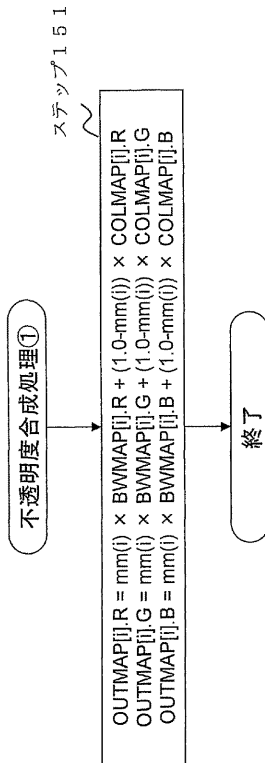 不透明度合成処理①
ステップ151
OUTMAP[i].R = mm(i) × BWMAP[i].R + (1.0-mm(i)) × COLMAP[i].R
OUTMAP[i].G = mm(i) × BWMAP[i].G + (1.0-mm(i)) × COLMAP[i].G
OUTMAP[i].B = mm(i) × BWMAP[i].B + (1.0-mm(i)) × COLMAP[i].B
終了